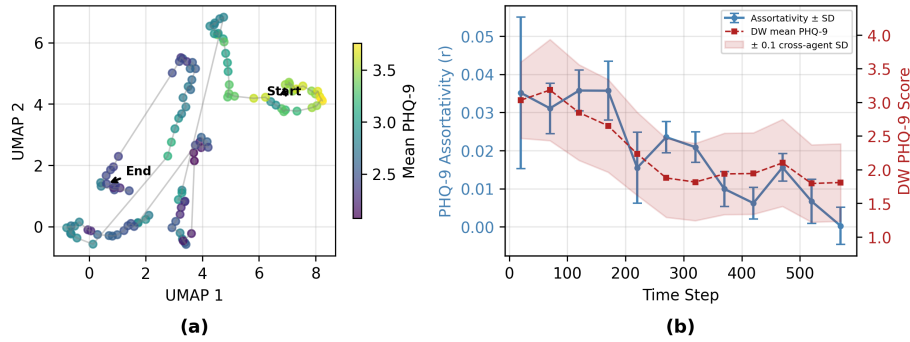 Start
End
UMAP 2
0
2
4
6
0
2
4
6
8
UMAP 1
2.5
3.0
3.5
Mean PHQ-9
(a)
Assortativity ± SD
DW mean PHQ-9
± 0.1 cross-agent SD
PHQ-9 Assortativity (r)
0.00
0.01
0.02
0.03
0.04
0.05
0
100
200
300
400
500
Time Step
1.0
1.5
2.0
2.5
3.0
3.5
4.0
DW PHQ-9 Score
(b)